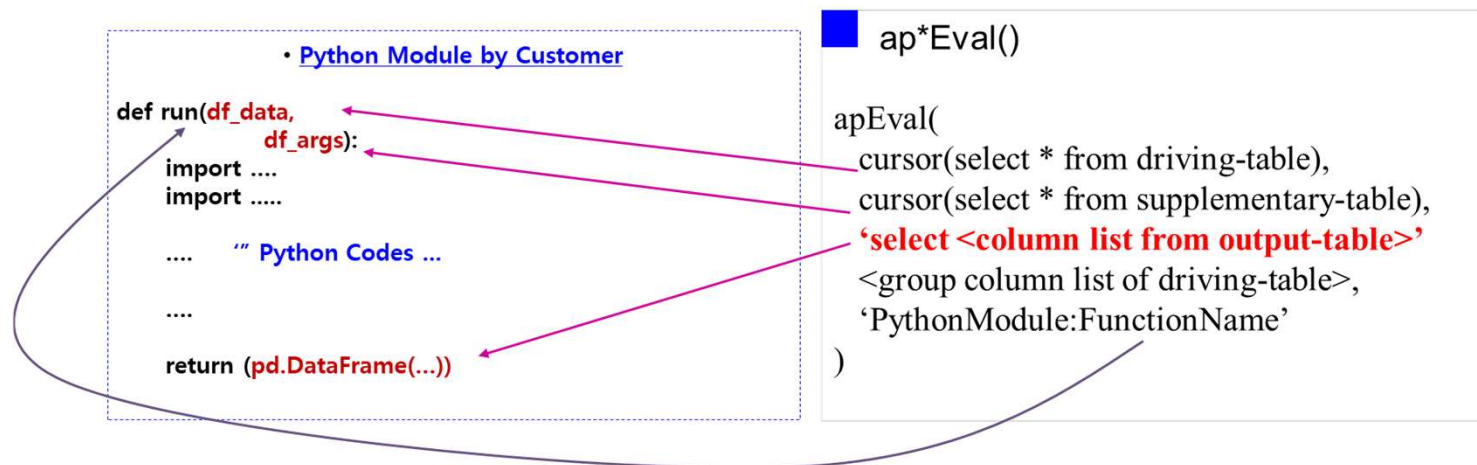 • Python Module by Customer
def run(df_data,
df_args):
import ....
import .....
.... ‘” Python Codes ...
....
return (pd.DataFrame(...))
ap*Eval()
apEval(
cursor(select * from driving-table),
cursor(select * from supplementary-table),
‘select <column list from output-table>’
<group column list of driving-table>,
‘PythonModule:FunctionName’
)